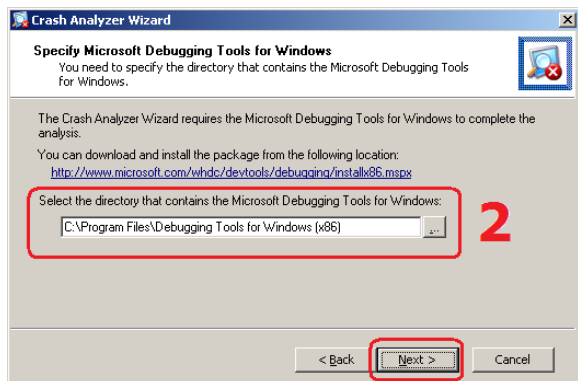 Crash Analyzer Wizard
Specify Microsoft Debugging Tools for Windows
You need to specify the directory that contains the Microsoft Debugging Tools
for Windows.
The Crash Analyzer Wizard requires the Microsoft Debugging Tools for Windows to complete the
analysis.
You can download and install the package from the following location:
http://www.microsoft.com/whdc/devtools/debugging/installx86.mspx
Select the directory that contains the Microsoft Debugging Tools for Windows:
C:\Program Files\Debugging Tools for Windows (x86)
...
2
< Back
Next >
Cancel